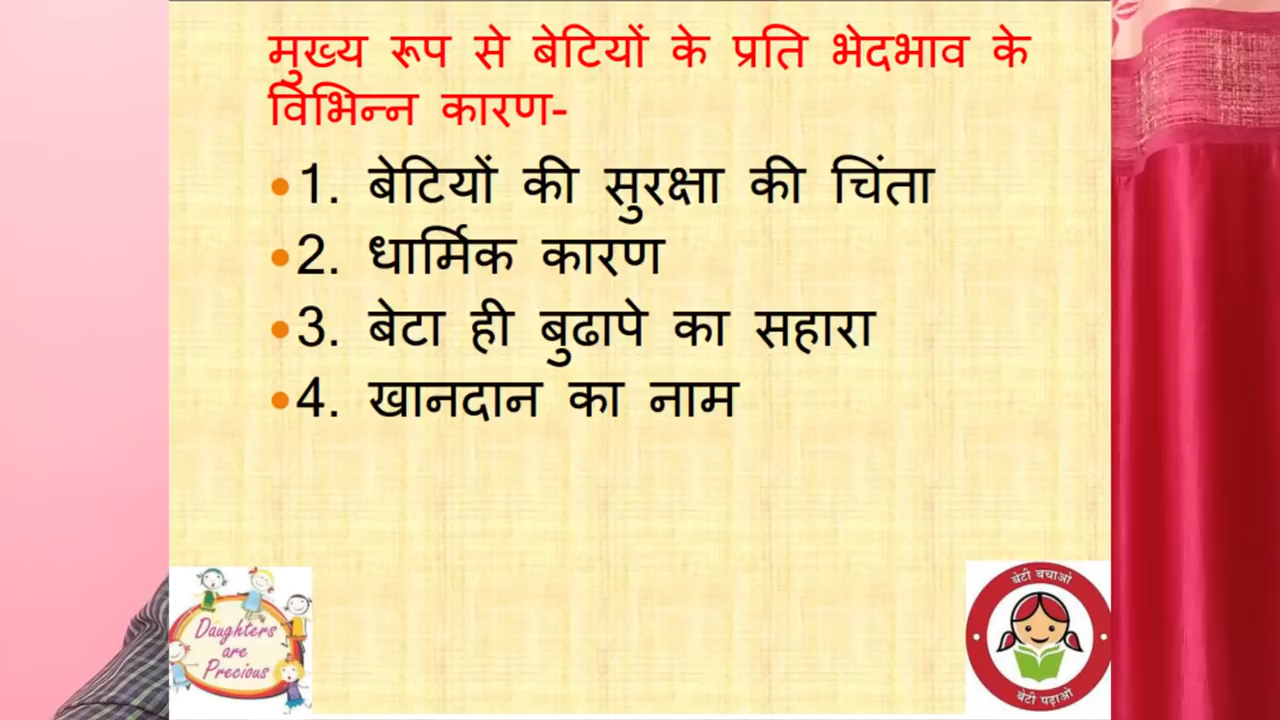 मुख्य रूप से बेटियों के प्रति भेदभाव के
विभिन्न कारण-
1. बेटियों की सुरक्षा की चिंता
2. धार्मिक कारण
3. बेटा ही बुढापे का सहारा
4. खानदान का नाम
Daughters
are
Precious
बेटी बचाओ
बेटी पढ़ाओ